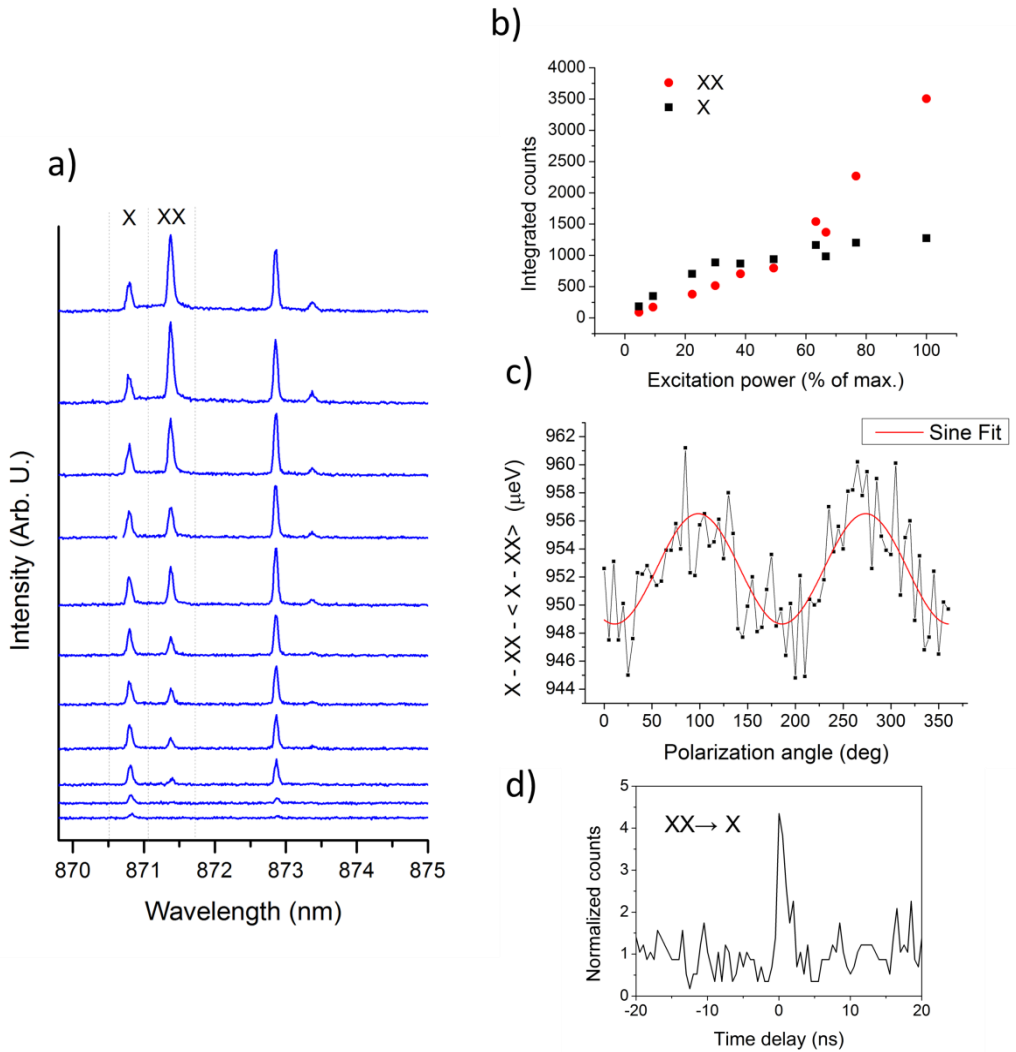 a)
X XX
Intensity (Arb. U.)
870 871 872 873 874 875
Wavelength (nm)
b)
4000
3500
3000
2500
2000
1500
1000
500
0
XX
X
Integrated counts
0 20 40 60 80 100
Excitation power (% of max.)
c)
Sine Fit
962
960
958
956
954
952
950
948
946
944
X - XX - < X - XX> (μeV)
0 50 100 150 200 250 300 350
Polarization angle (deg)
d)
5
4
3
2
1
0
XX→ X
Normalized counts
-20 -10 0 10 20
Time delay (ns)